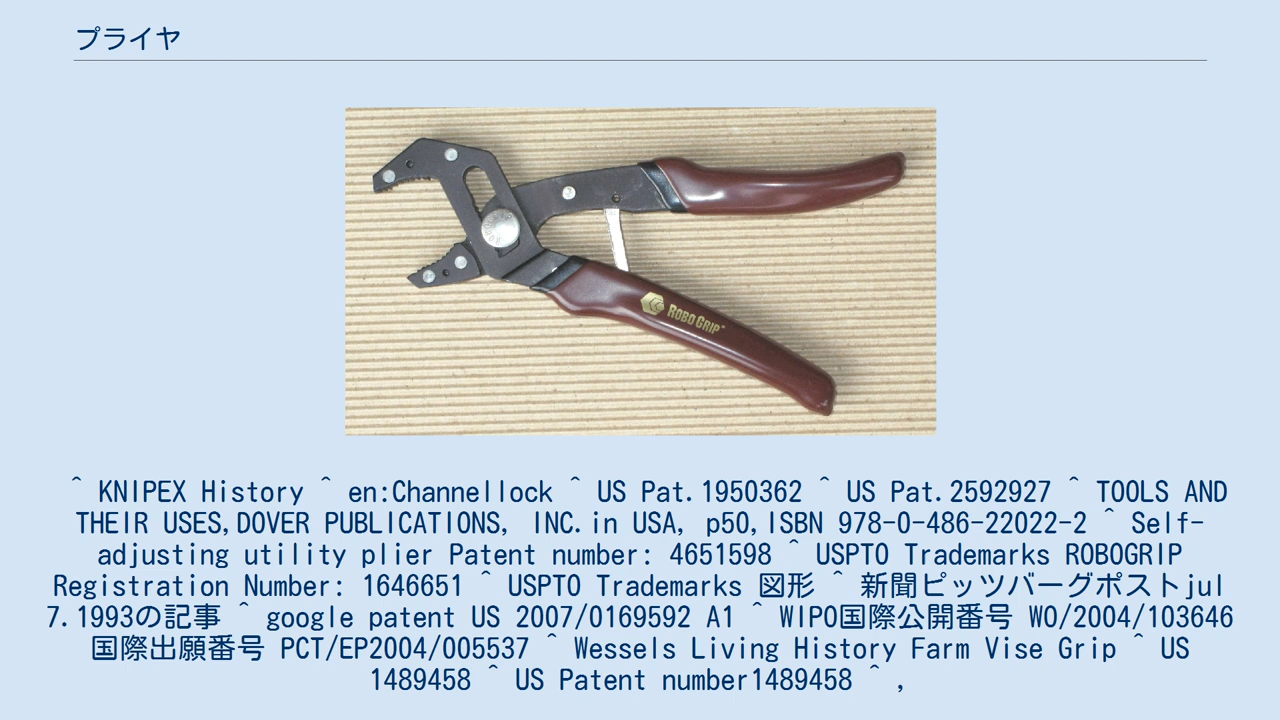 プライヤ
ROBO GRIP
^ KNIPEX History ^ en:Channellock ^ US Pat.1950362 ^ US Pat.2592927 ^ TOOLS AND
THEIR USES,DOVER PUBLICATIONS, INC.in USA, p50,ISBN 978-0-486-22022-2 ^ Self-
adjusting utility plier Patent number: 4651598 ^ USPTO Trademarks ROBOGRIP
Registration Number: 1646651 ^ USPTO Trademarks 図形 ^ 新聞ピッツバーグポストjul
7.1993の記事 ^ google patent US 2007/0169592 A1 ^ WIPO国際公開番号 WO/2004/103646
国際出願番号 PCT/EP2004/005537 ^ Wessels Living History Farm Vise Grip ^ US
1489458 ^ US Patent number1489458 ^ ,